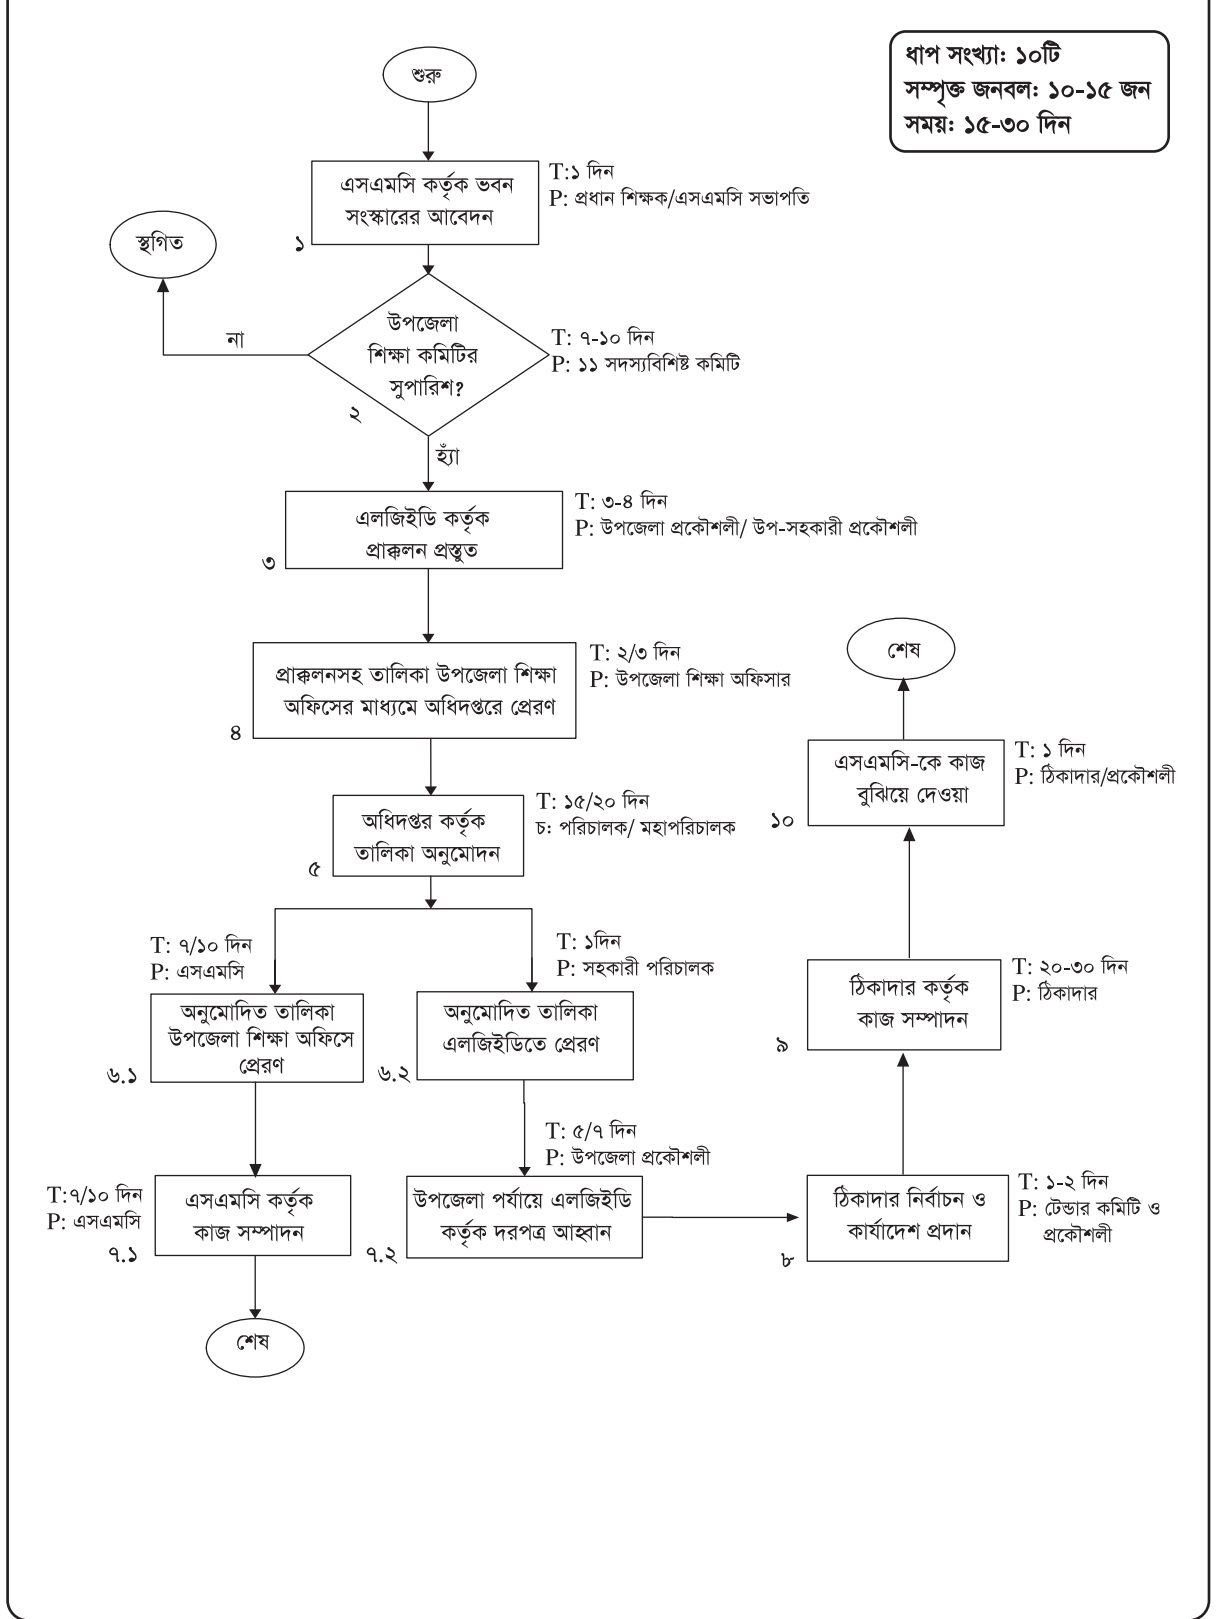 ধাপ সংখ্যা: ১০টি
সম্পৃক্ত জনবল: ১০-১৫ জন
সময়: ১৫-৩০ দিন
শুরু
এসএমসি কর্তৃক ভবন
সংস্কারের আবেদন
১
T:১ দিন
P: প্রধান শিক্ষক/এসএমসি সভাপতি
স্থগিত
না
উপজেলা
শিক্ষা কমিটির
সুপারিশ?
২
T: ৭-১০ দিন
P: ১১ সদস্যবিশিষ্ট কমিটি
হ্যাঁ
এলজিইডি কর্তৃক
প্রাক্কলন প্রস্তুত
৩
T: ৩-৪ দিন
P: উপজেলা প্রকৌশলী/ উপ-সহকারী প্রকৌশলী
প্রাক্কলনসহ তালিকা উপজেলা শিক্ষা
অফিসের মাধ্যমে অধিদপ্তরে প্রেরণ
৪
T: ২/৩ দিন
P: উপজেলা শিক্ষা অফিসার
অধিদপ্তর কর্তৃক
তালিকা অনুমোদন
৫
T: ১৫/২০ দিন
চ: পরিচালক/ মহাপরিচালক
T: ৭/১০ দিন
P: এসএমসি
অনুমোদিত তালিকা
উপজেলা শিক্ষা অফিসে
প্রেরণ
৬.১
T: ১দিন
P: সহকারী পরিচালক
অনুমোদিত তালিকা
এলজিইডিতে প্রেরণ
৬.২
T:৭/১০ দিন
P: এসএমসি
এসএমসি কর্তৃক
কাজ সম্পাদন
৭.১
শেষ
T: ৫/৭ দিন
P: উপজেলা প্রকৌশলী
উপজেলা পর্যায়ে এলজিইডি
কর্তৃক দরপত্র আহ্বান
৭.২
ঠিকাদার নির্বাচন ও
কার্যাদেশ প্রদান
৮
T: ১-২ দিন
P: টেন্ডার কমিটি ও
প্রকৌশলী
ঠিকাদার কর্তৃক
কাজ সম্পাদন
৯
T: ২০-৩০ দিন
P: ঠিকাদার
এসএমসি-কে কাজ
বুঝিয়ে দেওয়া
১০
T: ১ দিন
P: ঠিকাদার/প্রকৌশলী
শেষ